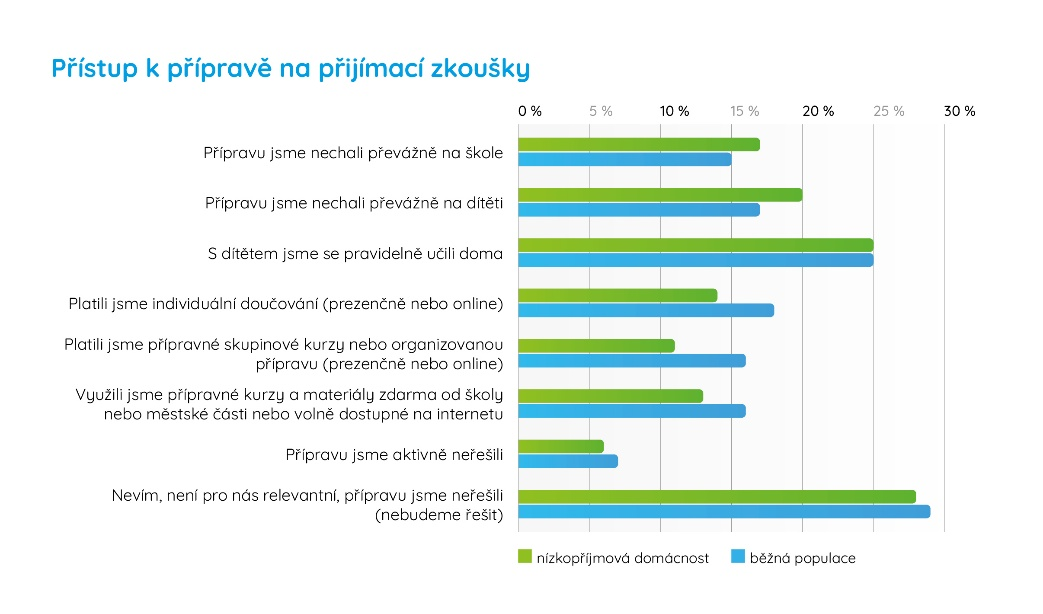 Přístup k přípravě na přijímací zkoušky
0 % 5 % 10 % 15 % 20 % 25 % 30 %
Přípravu jsme nechali převážně na škole
Přípravu jsme nechali převážně na dítěti
S dítětem jsme se pravidelně učili doma
Platili jsme individuální doučování (prezenčně nebo online)
Platili jsme přípravné skupinové kurzy nebo organizovanou
přípravu (prezenčně nebo online)
Využili jsme přípravné kurzy a materiály zdarma od školy
nebo městské části nebo volně dostupné na internetu
Přípravu jsme aktivně neřešili
Nevím, není pro nás relevantní, přípravu jsme neřešili
(nebudeme řešit)
nízkopříjmová domácnost běžná populace